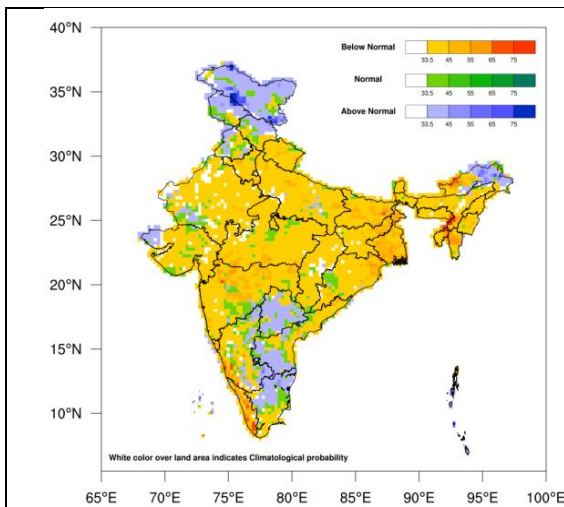 40°N
35°N
30°N
25°N
20°N
15°N
10°N
Below Normal
33.5 45 55 65 75
Normal
33.5 45 55 65 75
Above Normal
33.5 45 55 65 75
White color over land area indicates Climatological probability
65°E 70°E 75°E 80°E 85°E 90°E 95°E 100°E